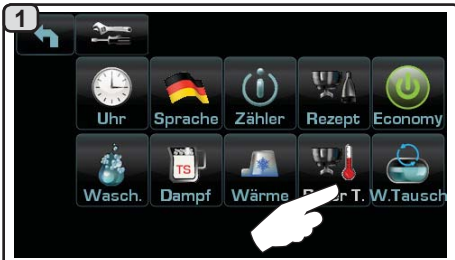 1
Uhr Sprache Zähler Rezept Economy
TS
Wasch. Dampf Wärme T. W.Tausch